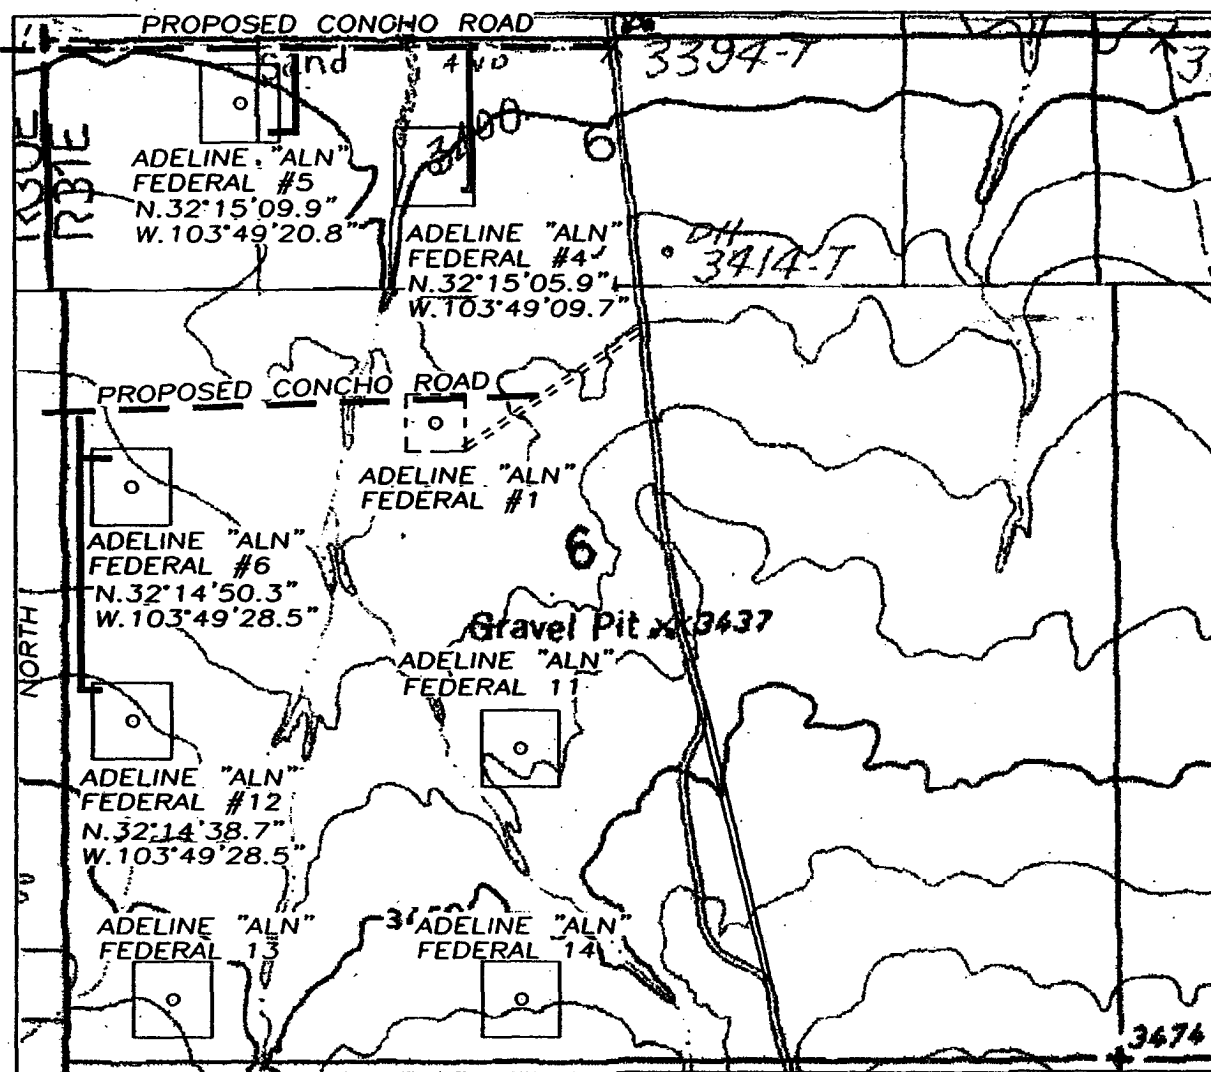 PROPOSED CONCHO ROAD
Sand
3394-T
3400
6
R30E
R31E
ADELINE "ALN"
FEDERAL #5
N.32°15'09.9"
W.103°49'20.8"
ADELINE "ALN"
FEDERAL #4
N.32°15'05.9"
W.103°49'09.7"
DH
3414-T
PROPOSED CONCHO ROAD
ADELINE "ALN"
FEDERAL #1
ADELINE "ALN"
FEDERAL #6
N.32°14'50.3"
W.103°49'28.5"
6
NORTH
Gravel Pit x x 3437
ADELINE "ALN"
FEDERAL 11
ADELINE "ALN"
FEDERAL #12
N.32°14'38.7"
W.103°49'28.5"
ADELINE "ALN"
FEDERAL 13
ADELINE "ALN"
FEDERAL 14
3474